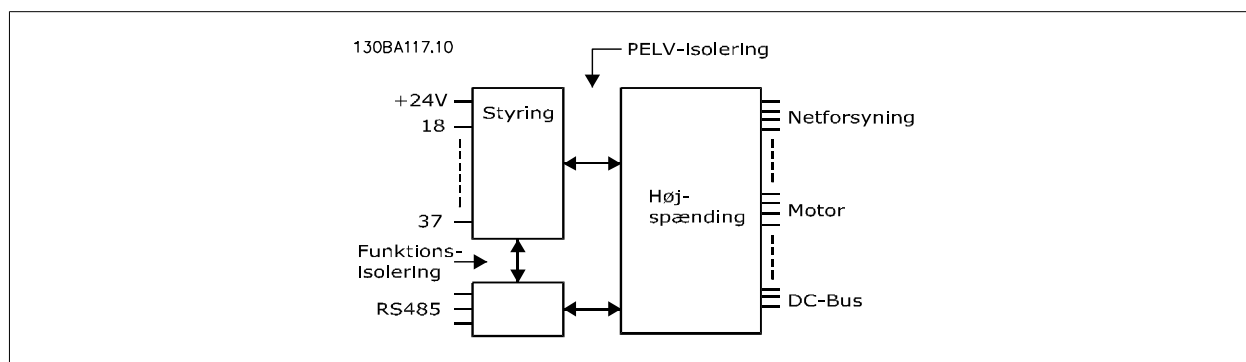 130BA117.10
PELV-isolering
+24V
Styring
18
37
Funktions-
isolering
RS485
Høj-
spænding
Netforsyning
Motor
DC-Bus